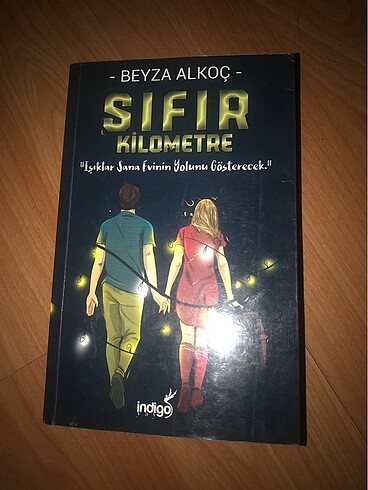 - BEYZA ALKOÇ -
SIFIR
KİLOMETRE
"Işıklar Sana Evinin Yolunu Gösterecek."
indigo